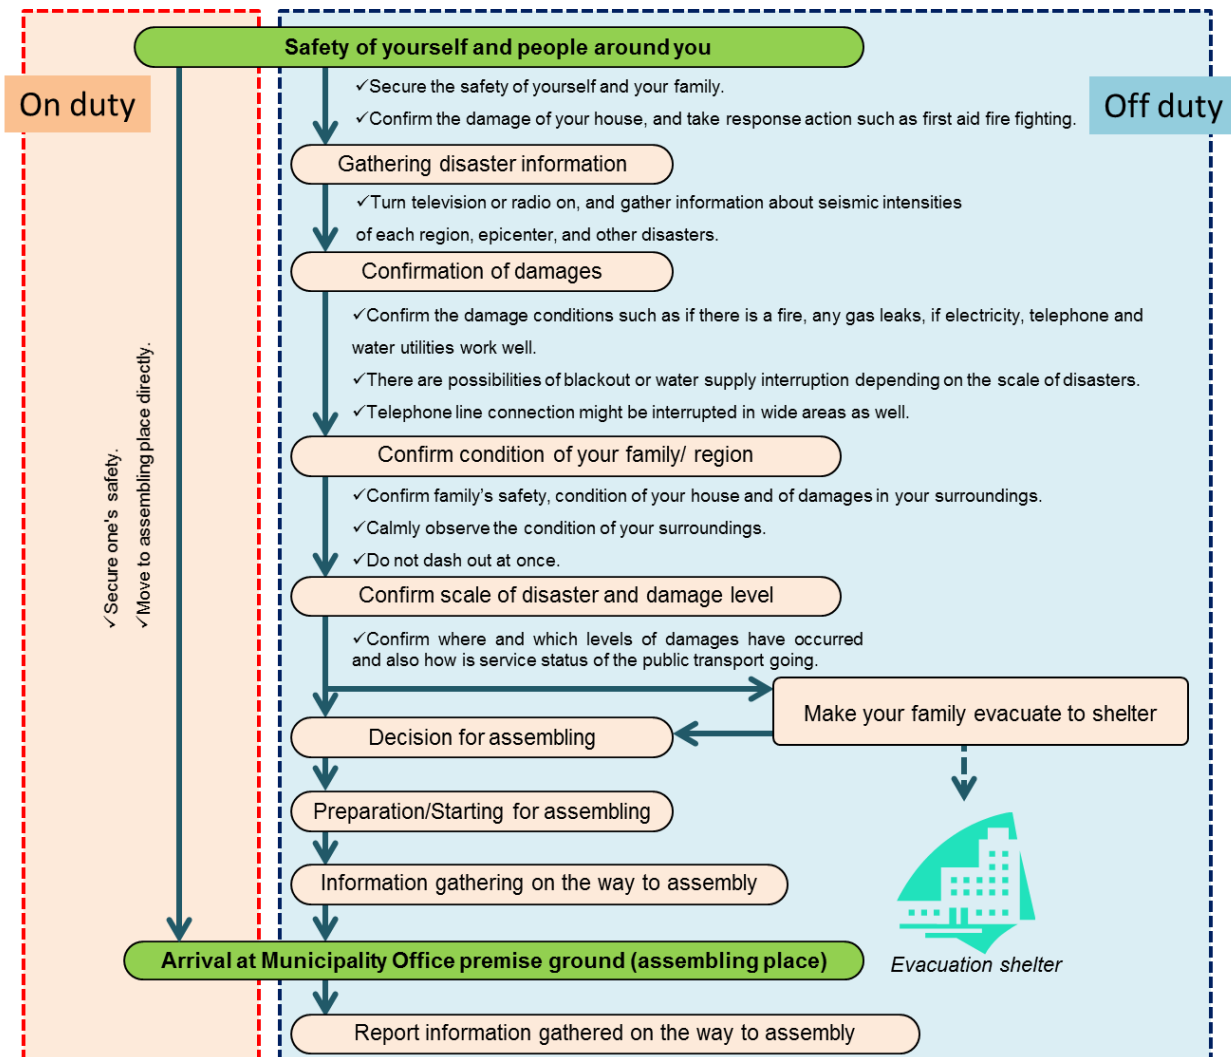 Safety of yourself and people around you
On duty
Off duty
✓Secure the safety of yourself and your family.
✓Confirm the damage of your house, and take response action such as first aid fire fighting.
Gathering disaster information
✓Turn television or radio on, and gather information about seismic intensities
of each region, epicenter, and other disasters.
Confirmation of damages
✓Confirm the damage conditions such as if there is a fire, any gas leaks, if electricity, telephone and
water utilities work well.
✓There are possibilities of blackout or water supply interruption depending on the scale of disasters.
✓Telephone line connection might be interrupted in wide areas as well.
✓Secure one's safety.
✓Move to assembling place directly.
Confirm condition of your family/ region
✓Confirm family's safety, condition of your house and of damages in your surroundings.
✓Calmly observe the condition of your surroundings.
✓Do not dash out at once.
Confirm scale of disaster and damage level
✓Confirm where and which levels of damages have occurred
and also how is service status of the public transport going.
Make your family evacuate to shelter
Decision for assembling
Preparation/Starting for assembling
Information gathering on the way to assembly
Arrival at Municipality Office premise ground (assembling place)
Evacuation shelter
Report information gathered on the way to assembly